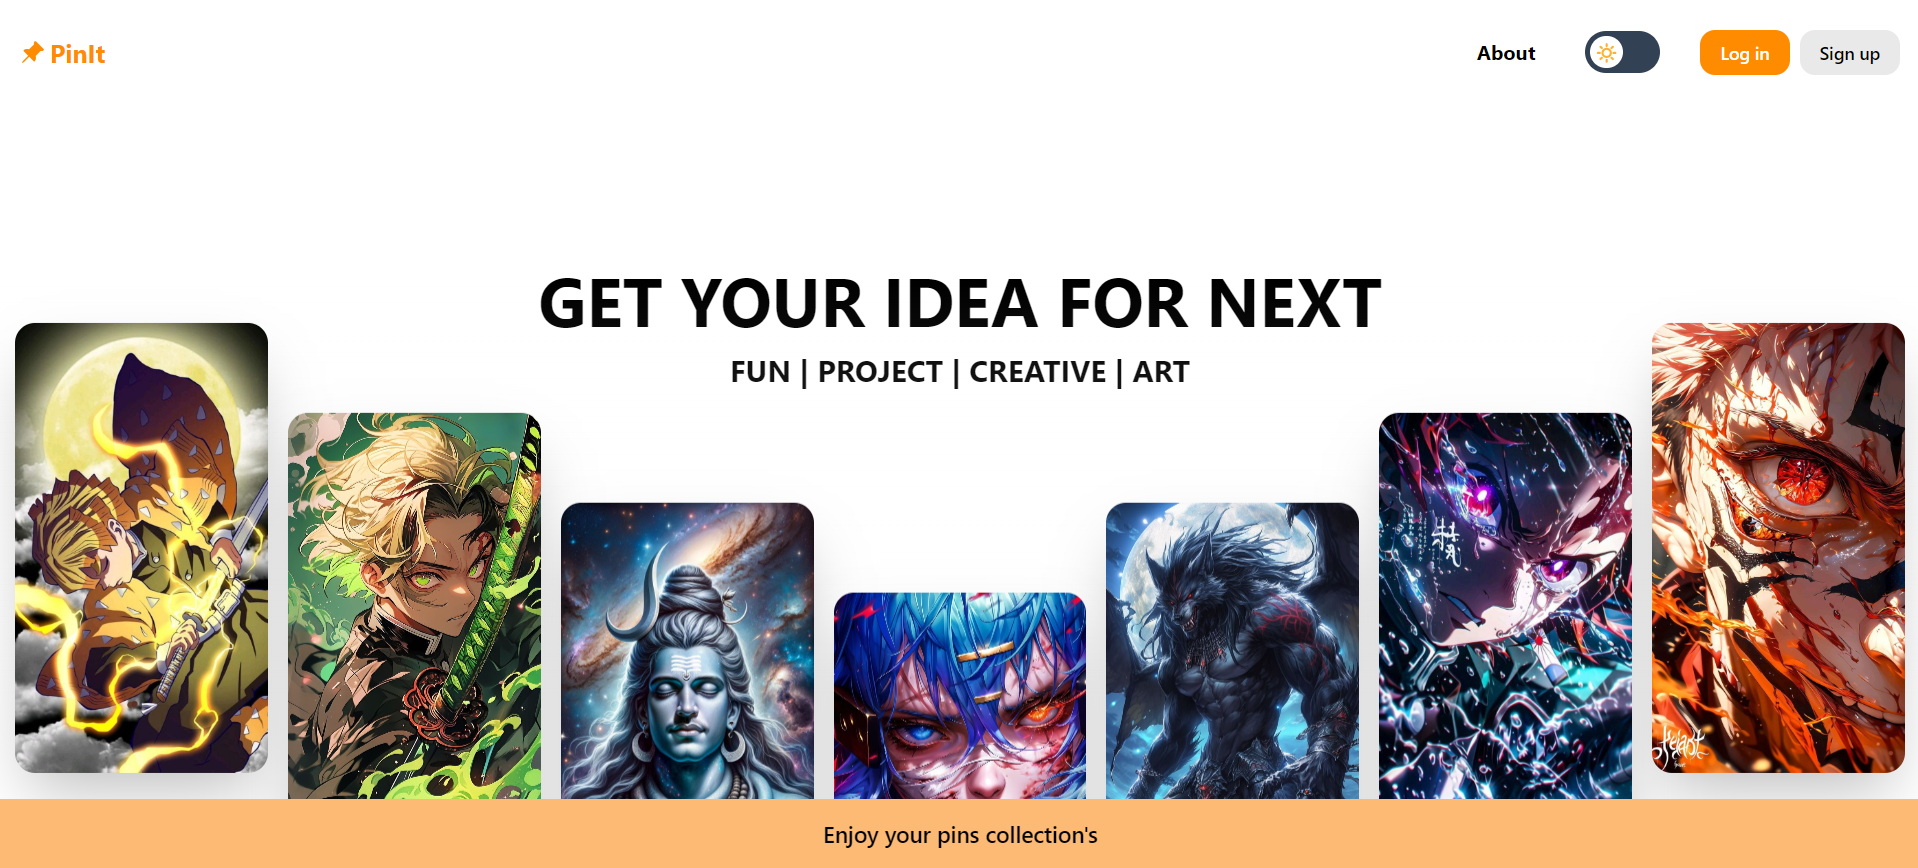 PinIt
About
Log in
Sign up
GET YOUR IDEA FOR NEXT
FUN | PROJECT | CREATIVE | ART
Enjoy your pins collection's